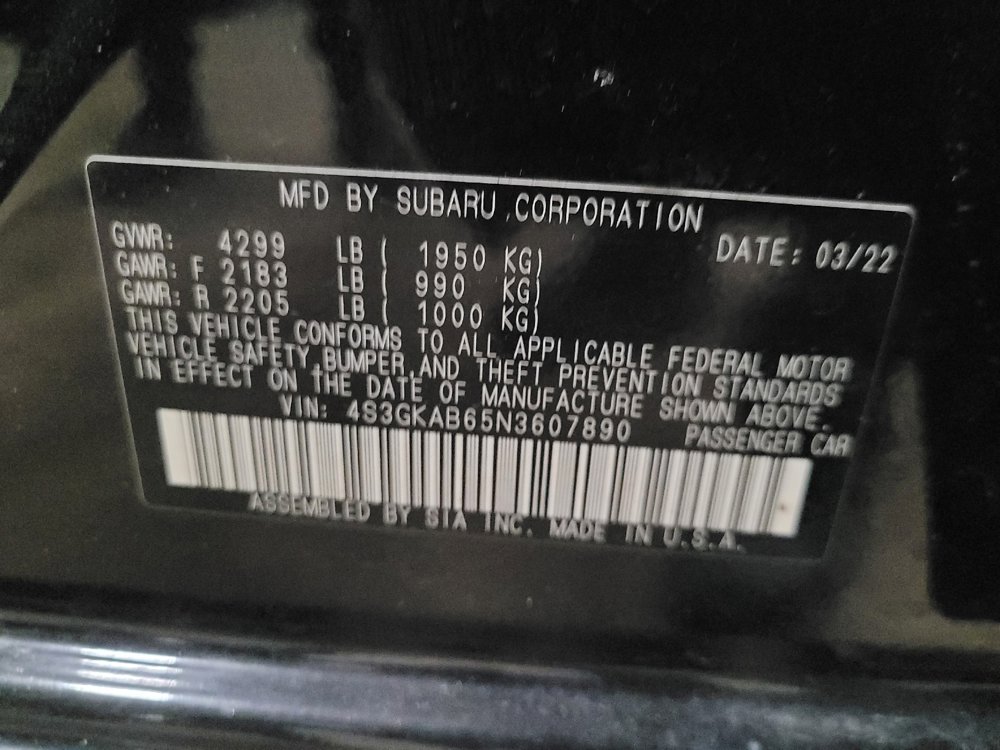 MFD BY SUBARU CORPORATION
GVWR: 4299 LB ( 1950 KG) DATE: 03/22
GAWR: F 2183 LB ( 990 KG)
GAWR: R 2205 LB ( 1000 KG)
THIS VEHICLE CONFORMS TO ALL APPLICABLE FEDERAL MOTOR
VEHICLE SAFETY,BUMPER,AND THEFT PREVENTION STANDARDS
IN EFFECT ON THE DATE OF MANUFACTURE SHOWN ABOVE.
VIN: 4S3GKAB65N3607890 PASSENGER CAR
ASSEMBLED BY SIA INC. MADE IN U.S.A.